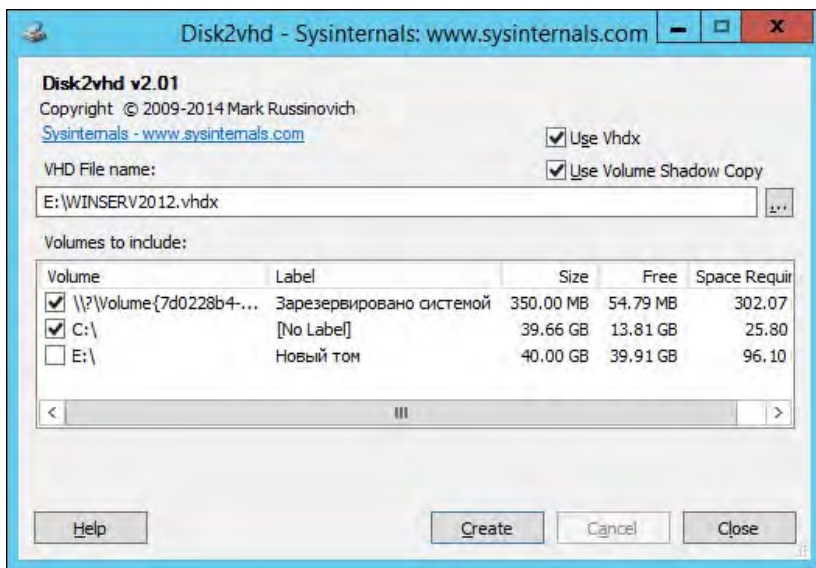 Disk2vhd - Sysinternals: www.sysinternals.com
Disk2vhd v2.01
Copyright © 2009-2014 Mark Russinovich
Sysinternals - www.sysinternals.com
Use Vhdx
VHD File name:
Use Volume Shadow Copy
E:\WINSERV2012.vhdx
...
Volumes to include:
Volume Label Size Free Space Requir
\\?\Volume{7d0228b4-... Зарезервировано системой 350.00 MB 54.79 MB 302.07
C:\ [No Label] 39.66 GB 13.81 GB 25.80
E:\ Новый том 40.00 GB 39.91 GB 96.10
Help Create Cancel Close